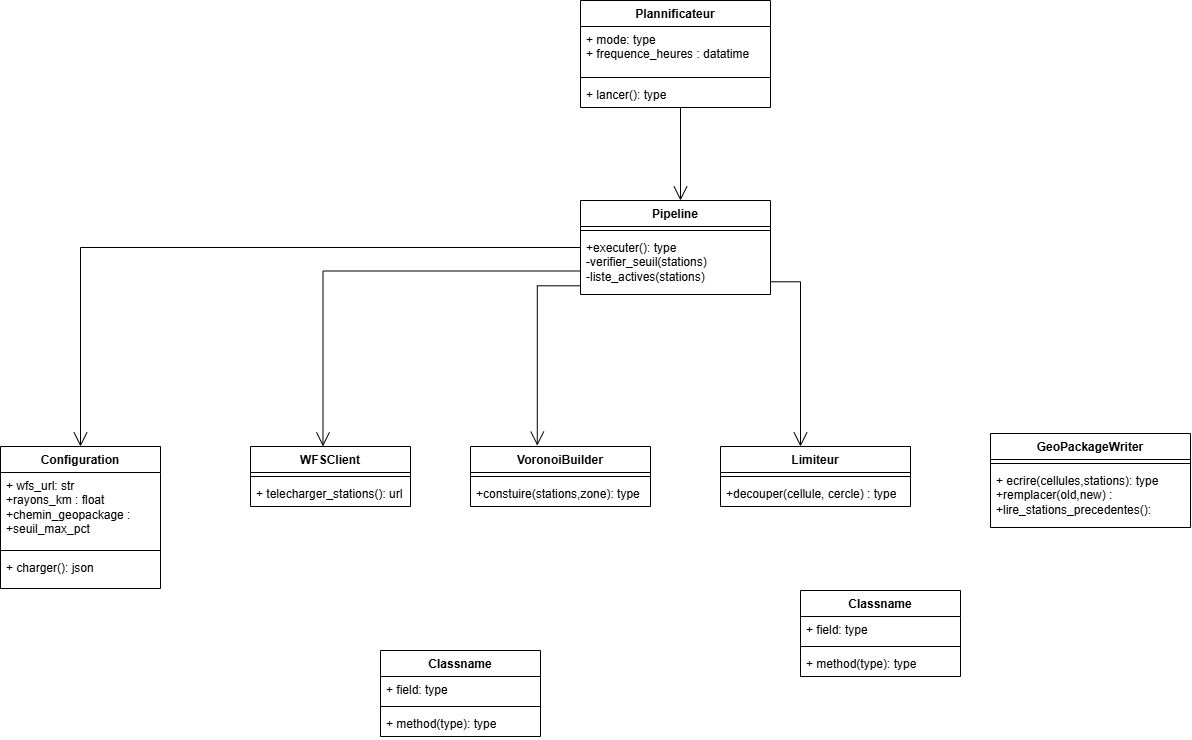 Plannificateur
+ mode: type
+ frequence_heures : datatime
+ lancer(): type
Pipeline
+executer(): type
-verifier_seuil(stations)
-liste_actives(stations)
Configuration
+ wfs_url: str
+rayons_km : float
+chemin_geopackage :
+seuil_max_pct
+ charger(): json
WFSClient
+ telecharger_stations(): url
VoronoiBuilder
+constuire(stations,zone): type
Limiteur
+decouper(cellule, cercle) : type
GeoPackageWriter
+ ecrire(cellules,stations): type
+remplacer(old,new) :
+lire_stations_precedentes():
Classname
+ field: type
+ method(type): type
Classname
+ field: type
+ method(type): type